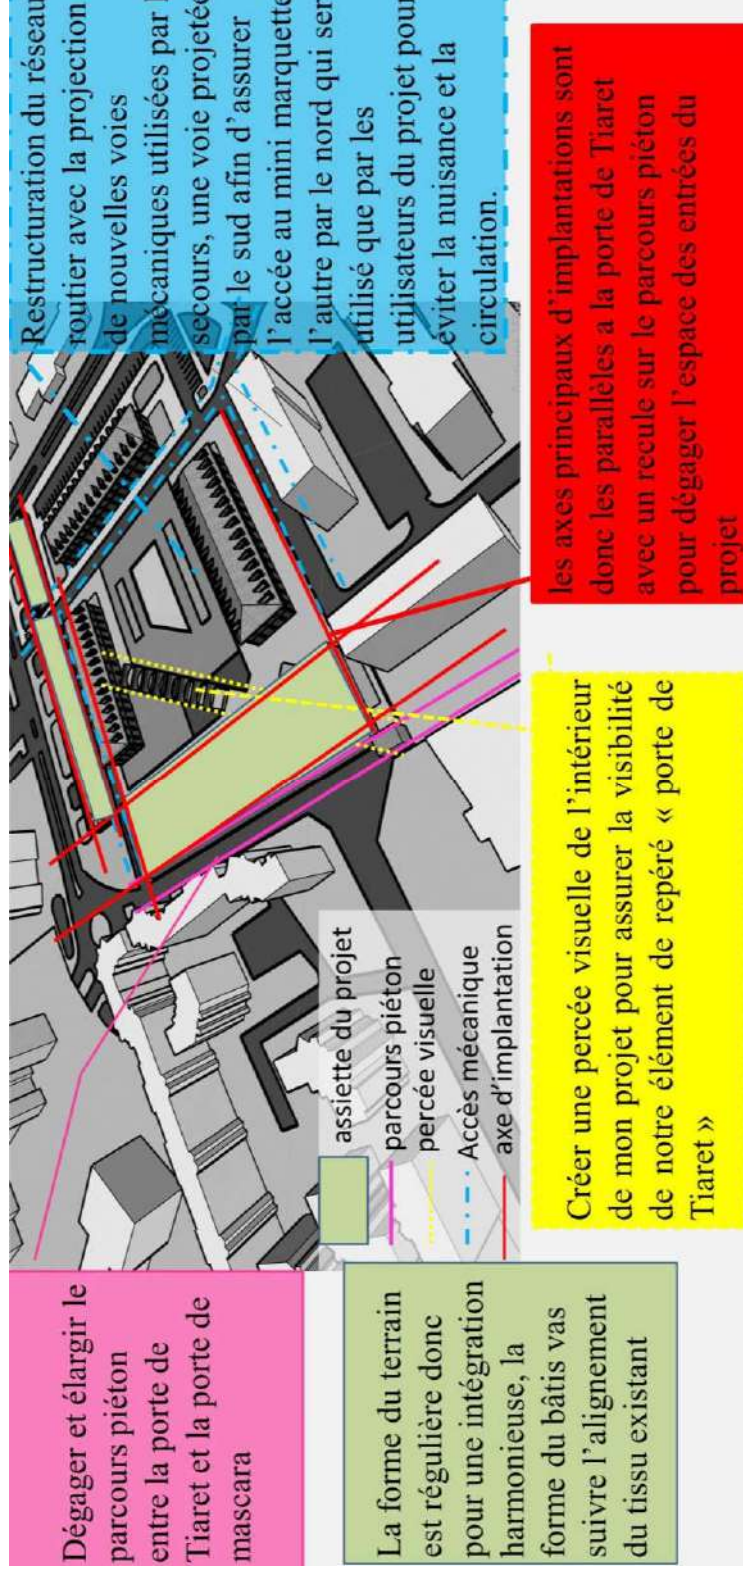 Dégager et élargir le
parcours piéton
entre la porte de
Tiaret et la porte de
mascara
La forme du terrain
est régulière donc
pour une intégration
harmonieuse, la
forme du bâtis vas
suivre l'alignement
du tissu existant
assiette du projet
parcours piéton
percée visuelle
Accès mécanique
axe d'implantation
Créer une percée visuelle de l'intérieur
de mon projet pour assurer la visibilité
de notre élément de repéré « porte de
Tiaret »
Restructuration du réseau
routier avec la projection
de nouvelles voies
mécaniques utilisées par
secours, une voie projetée
par le sud afin d'assurer
l'accée au mini marquette
l'autre par le nord qui
utilisé que par les
utilisateurs du projet pour
éviter la nuisance et la
circulation.
les axes principaux d'implantations sont
donc les parallèles a la porte de Tiaret
avec un recule sur le parcours piéton
pour dégager l'espace des entrées du
projet